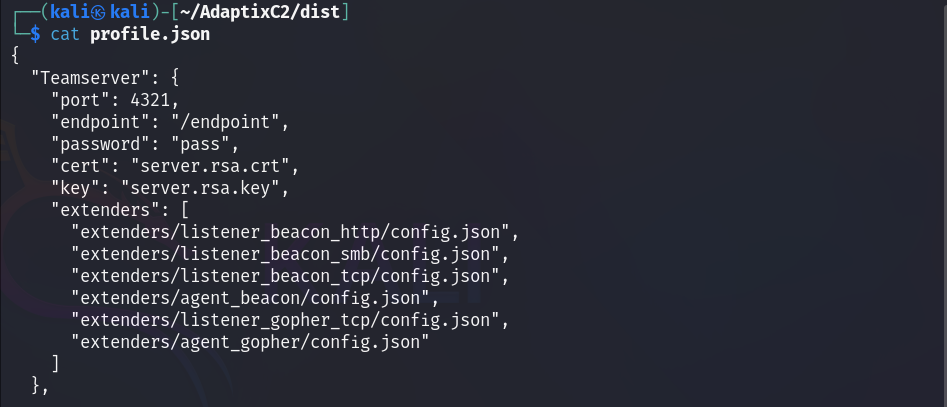 ┌──(kali㉿kali)-[~/AdaptixC2/dist]
└─$ cat profile.json
{
  "Teamserver": {
    "port": 4321,
    "endpoint": "/endpoint",
    "password": "pass",
    "cert": "server.rsa.crt",
    "key": "server.rsa.key",
    "extenders": [
      "extenders/listener_beacon_http/config.json",
      "extenders/listener_beacon_smb/config.json",
      "extenders/listener_beacon_tcp/config.json",
      "extenders/agent_beacon/config.json",
      "extenders/listener_gopher_tcp/config.json",
      "extenders/agent_gopher/config.json"
    ]
  },